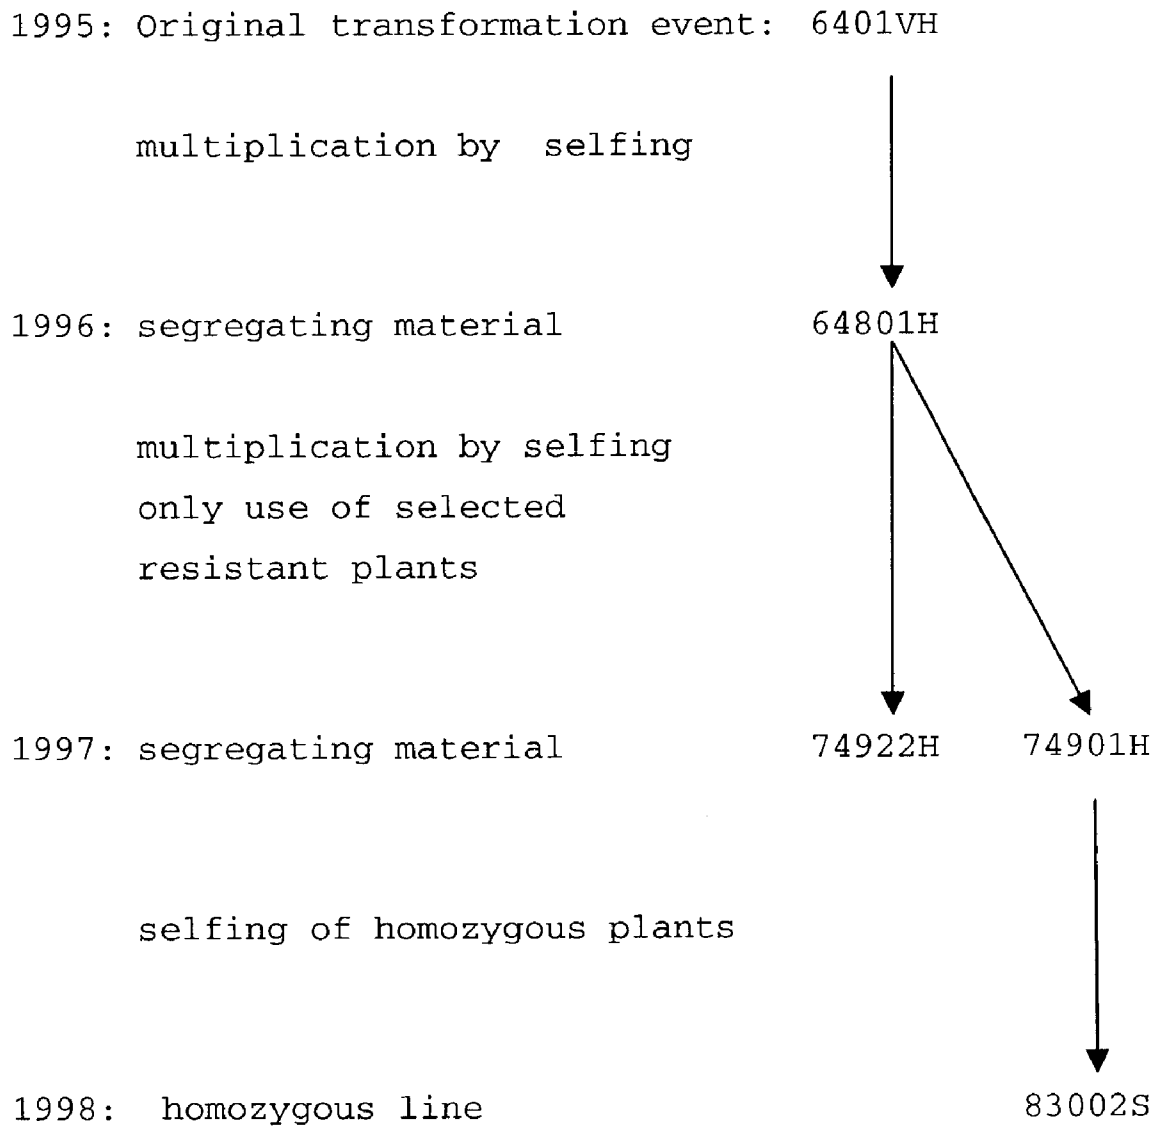 1995: Original transformation event: 6401VH
multiplication by selfing
1996: segregating material 64801H
multiplication by selfing
only use of selected
resistant plants
1997: segregating material 74922H 74901H
selfing of homozygous plants
1998: homozygous line 83002S